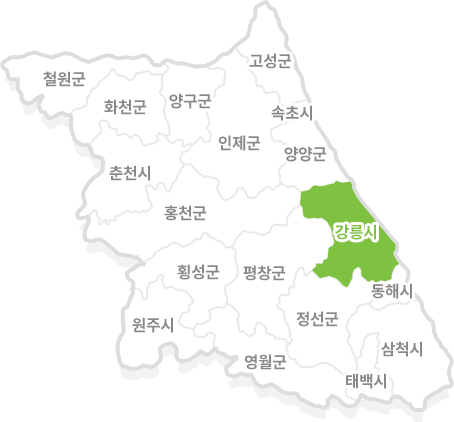 고성군
철원군
화천군
양구군
속초시
인제군
양양군
춘천시
홍천군
강릉시
횡성군
평창군
동해시
정선군
원주시
삼척시
영월군
태백시